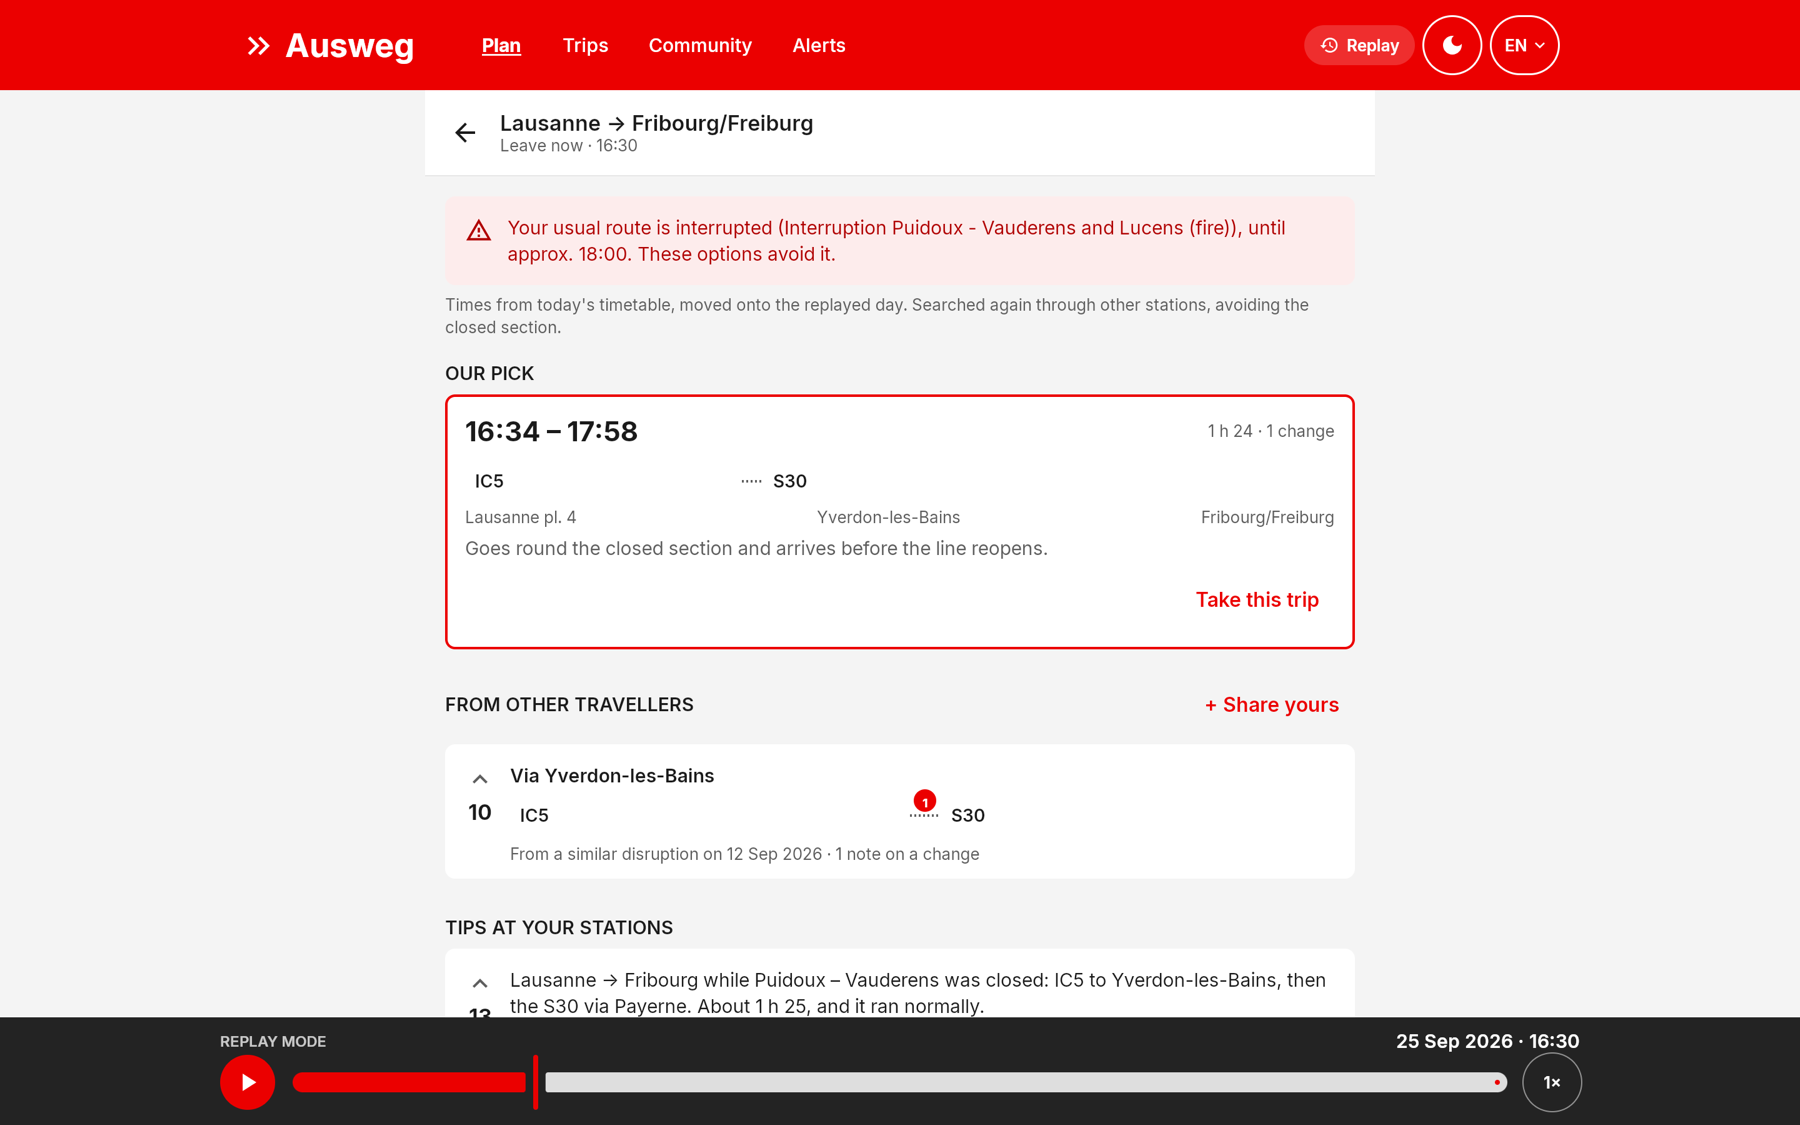 Ausweg
Plan
Trips
Community
Alerts
Replay
EN
Lausanne → Fribourg/Freiburg
Leave now · 16:30
Your usual route is interrupted (Interruption Puidoux - Vauderens and Lucens (fire)), until
approx. 18:00. These options avoid it.
Times from today's timetable, moved onto the replayed day. Searched again through other stations, avoiding the
closed section.
OUR PICK
16:34 – 17:58
1 h 24 · 1 change
IC5
S30
Lausanne pl. 4
Yverdon-les-Bains
Fribourg/Freiburg
Goes round the closed section and arrives before the line reopens.
Take this trip
FROM OTHER TRAVELLERS
+ Share yours
Via Yverdon-les-Bains
10
IC5
1
S30
From a similar disruption on 12 Sep 2026 · 1 note on a change
TIPS AT YOUR STATIONS
Lausanne → Fribourg while Puidoux – Vauderens was closed: IC5 to Yverdon-les-Bains, then
the S30 via Payerne. About 1 h 25, and it ran normally.
REPLAY MODE
25 Sep 2026 · 16:30
1×